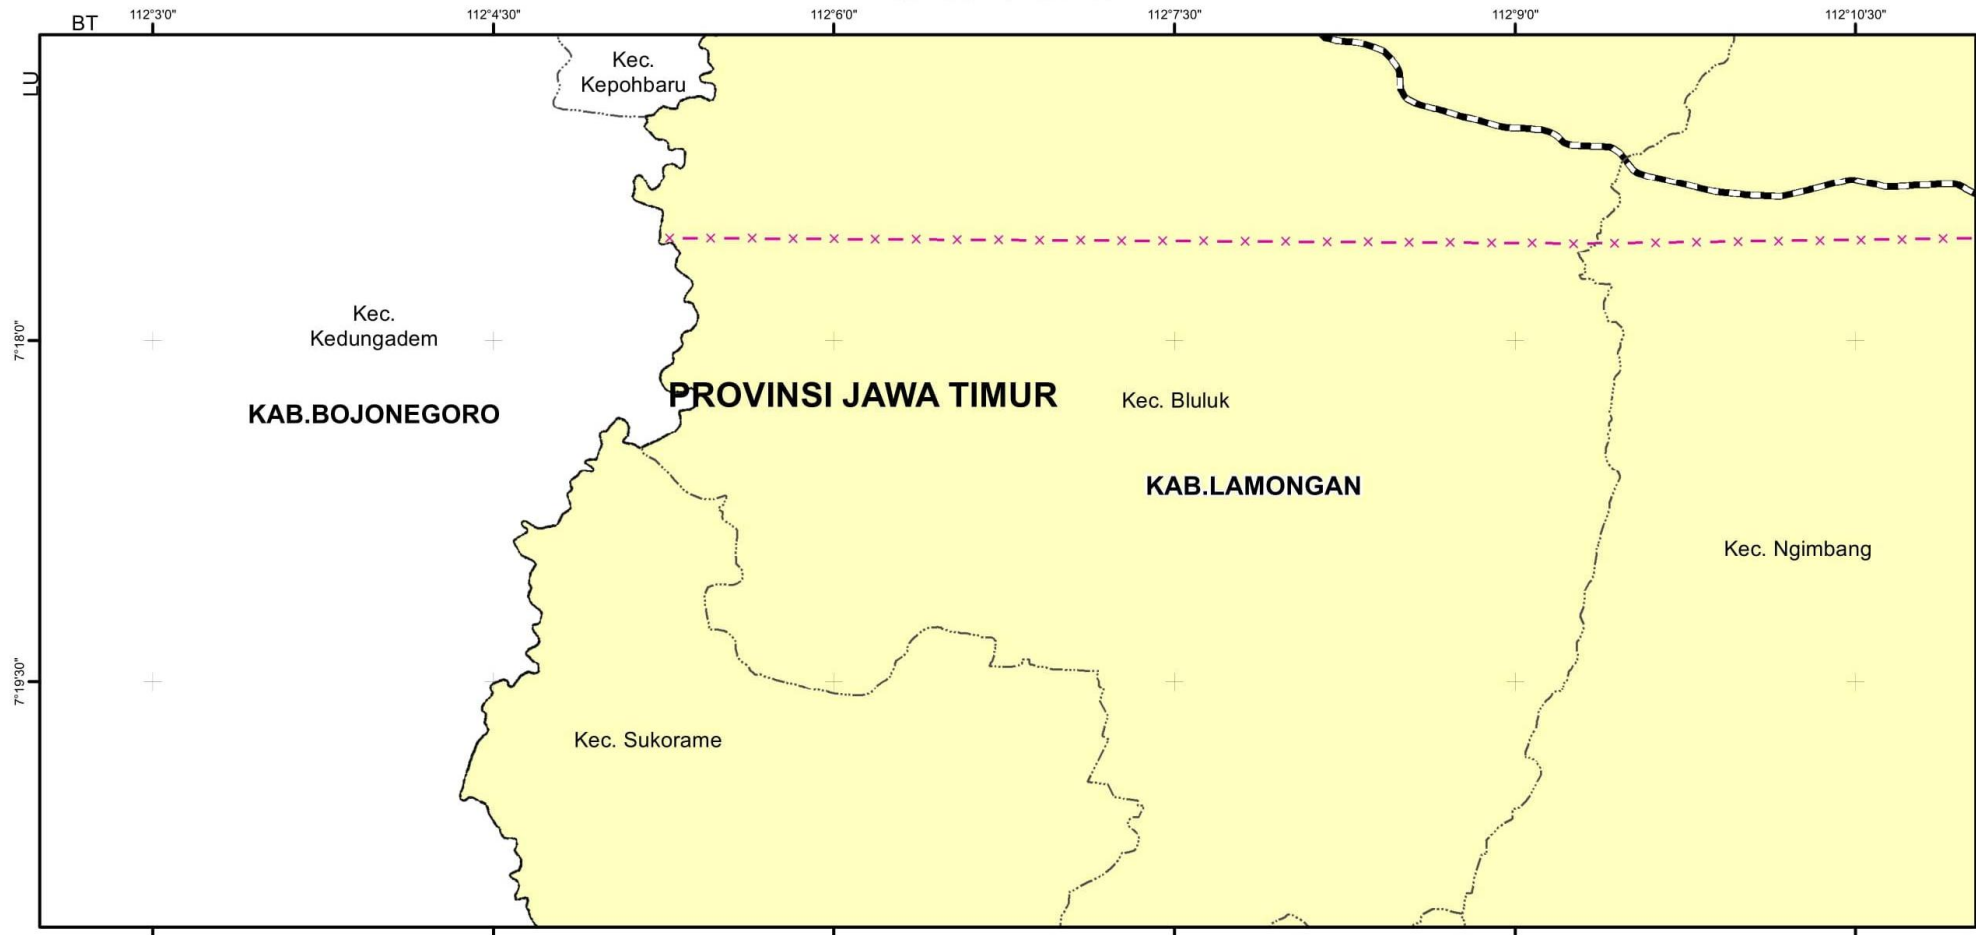 112°3'0"
112°4'30"
112°6'0"
112°7'30"
112°9'0"
112°10'30"
BT
LU
Kec.
Kepohbaru
7°18'0"
Kec.
Kedungadem
PROVINSI JAWA TIMUR
Kec. Bluluk
KAB.BOJONEGORO
KAB.LAMONGAN
Kec. Ngimbang
7°19'30"
Kec. Sukorame